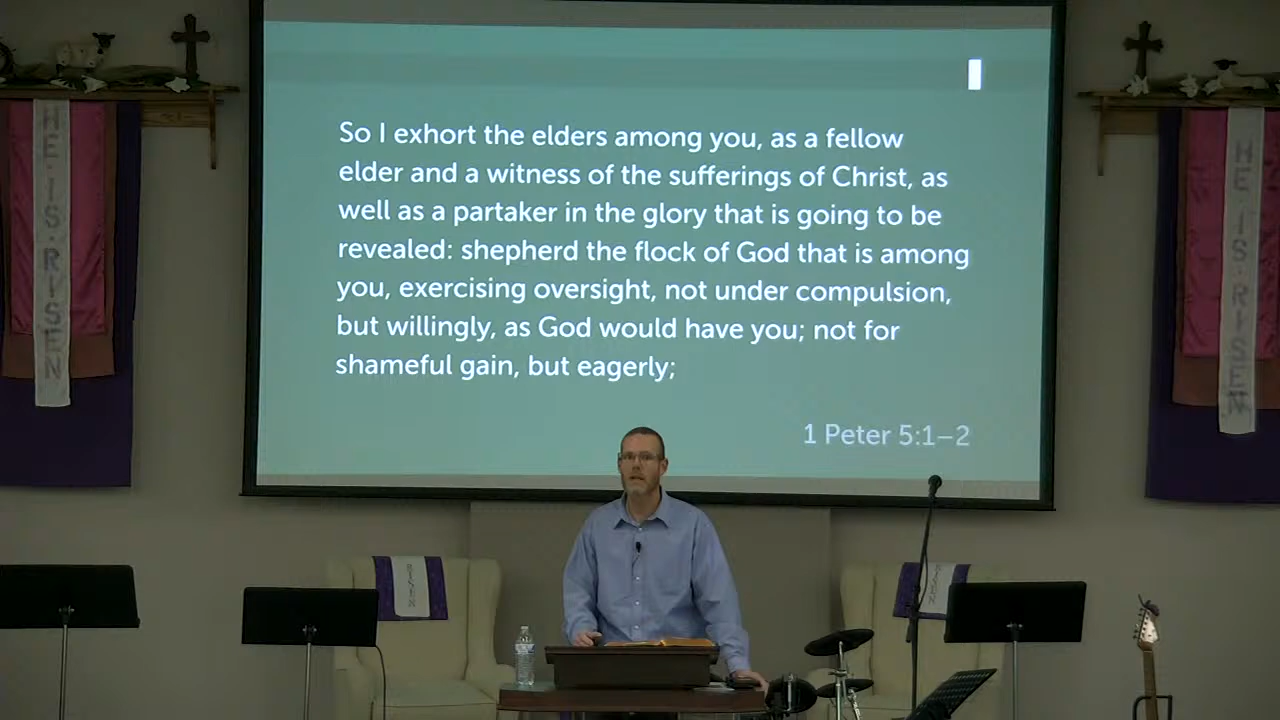 So I exhort the elders among you, as a fellow
elder and a witness of the sufferings of Christ, as
well as a partaker in the glory that is going to be
revealed: shepherd the flock of God that is among
you, exercising oversight, not under compulsion,
but willingly, as God would have you; not for
shameful gain, but eagerly;
1 Peter 5:1–2
HE·IS·RISEN
HE·IS·RISEN